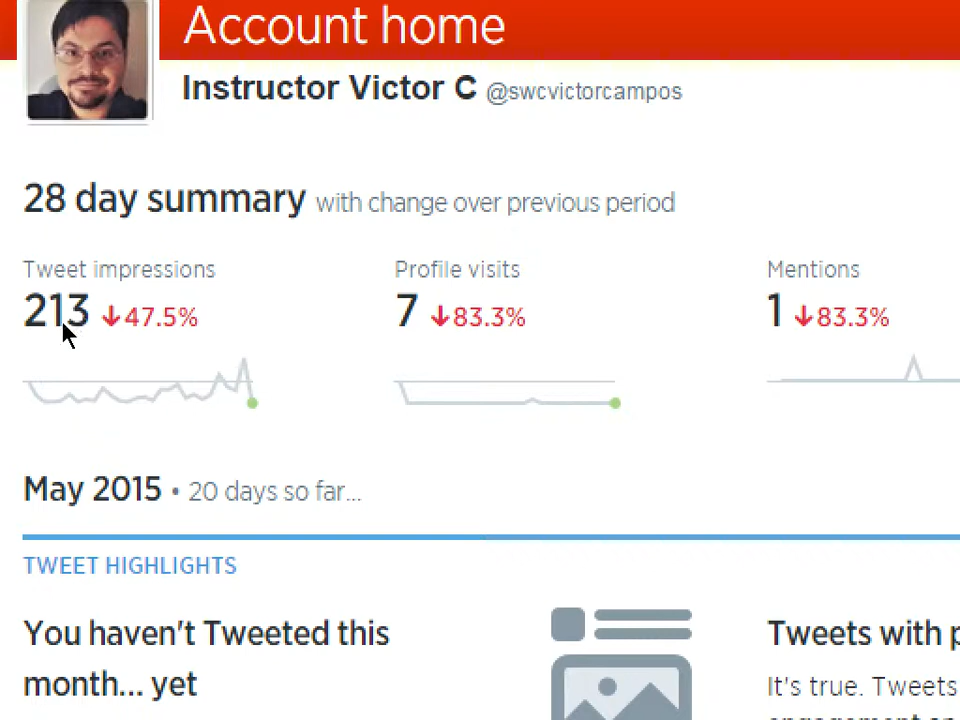 Account home
Instructor Victor C @swcvictorcampos
28 day summary with change over previous period
Tweet impressions Profile visits Mentions
213 ↓47.5% 7 ↓83.3% 1 ↓83.3%
May 2015 • 20 days so far...
TWEET HIGHLIGHTS
You haven't Tweeted this
month... yet
Tweets with p
It's true. Tweets